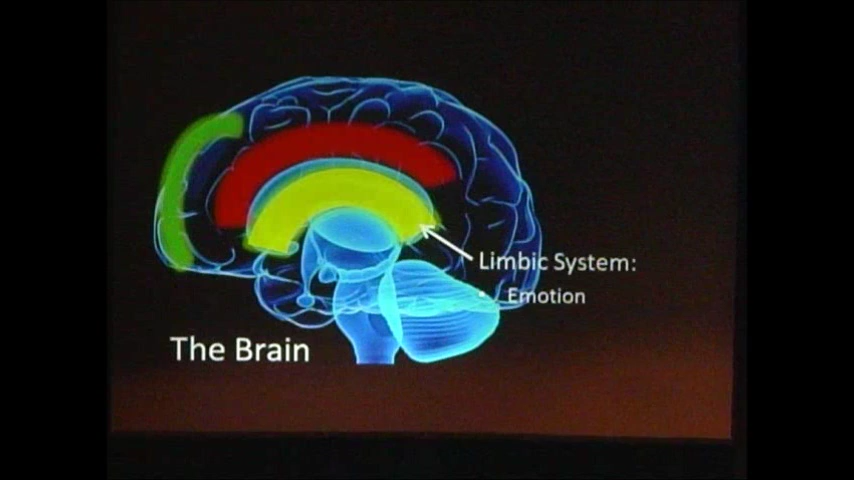 Limbic System:
• Emotion
The Brain